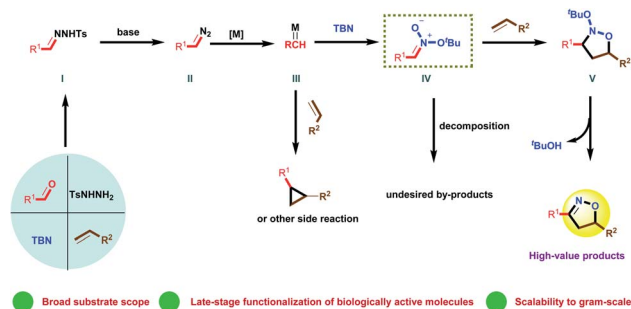 NNHTs
R¹
base
N₂
R¹
[M]
M
RCH
TBN
O⁻
N⁺
OᵗBu
R¹
R²
ᵗBuO
N
O
R¹
R²
I
II
III
IV
V
R²
decomposition
ᵗBuOH
R¹
O
TsNHNH₂
TBN
R²
R¹
R²
or other side reaction
undesired by-products
N
O
R¹
R²
High-value products
Broad substrate scope
Late-stage functionalization of biologically active molecules
Scalability to gram-scale